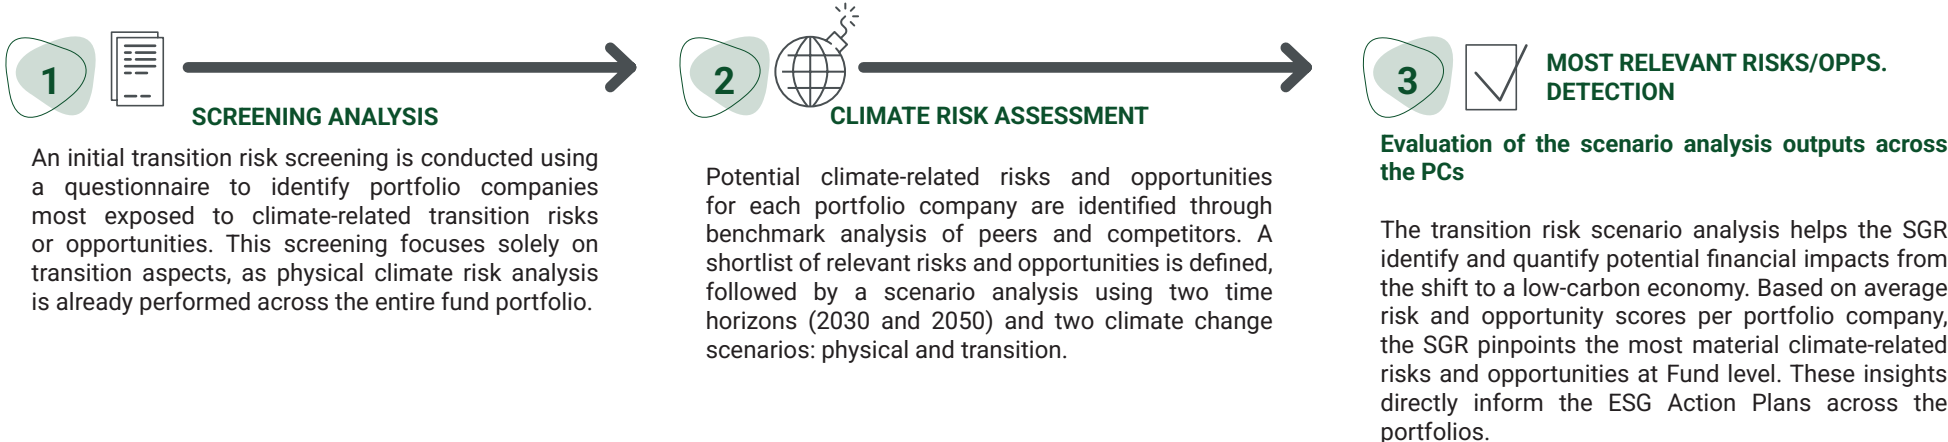 1
SCREENING ANALYSIS
An initial transition risk screening is conducted using
a questionnaire to identify portfolio companies
most exposed to climate-related transition risks
or opportunities. This screening focuses solely on
transition aspects, as physical climate risk analysis
is already performed across the entire fund portfolio.
2
CLIMATE RISK ASSESSMENT
Potential climate-related risks and opportunities
for each portfolio company are identified through
benchmark analysis of peers and competitors. A
shortlist of relevant risks and opportunities is defined,
followed by a scenario analysis using two time
horizons (2030 and 2050) and two climate change
scenarios: physical and transition.
3
MOST RELEVANT RISKS/OPPS.
DETECTION
Evaluation of the scenario analysis outputs across
the PCs
The transition risk scenario analysis helps the SGR
identify and quantify potential financial impacts from
the shift to a low-carbon economy. Based on average
risk and opportunity scores per portfolio company,
the SGR pinpoints the most material climate-related
risks and opportunities at Fund level. These insights
directly inform the ESG Action Plans across the
portfolios.